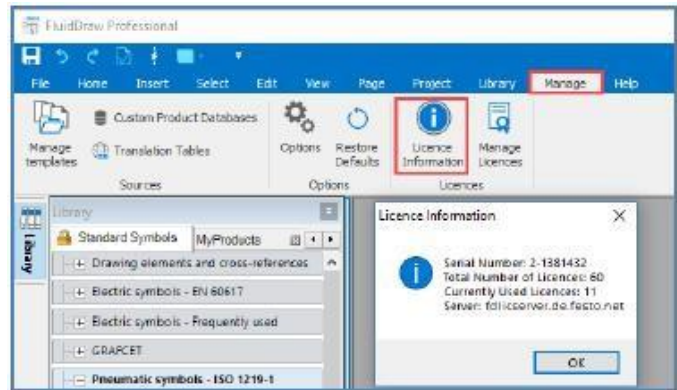 FluidDraw Professional
File Home Insert Select Edit View Page Project Library Manage Help
Manage templates
Custom Product Databases
Translation Tables
Options
Restore Defaults
Licence Information
Manage Licences
Sources Options Licences
Library
Library
Standard Symbols MyProducts
Drawing elements and cross-references
Electric symbols - EN 60617
Electric symbols - Frequently used
GRAFCET
Pneumatic symbols - ISO 1219-1
Licence Information
Serial Number: 2-1381432
Total Number of Licences: 60
Currently Used Licences: 11
Server: fdlicserver.de.festo.net
OK